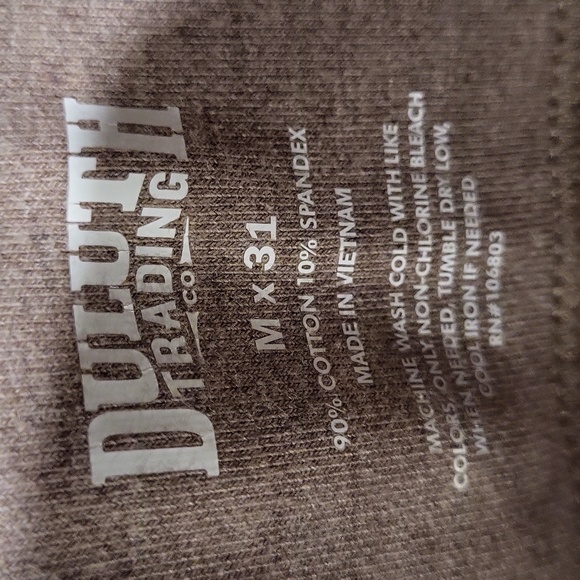 DULUTH
TRADING
CO
M x 31
90% COTTON 10% SPANDEX
MADE IN VIETNAM
MACHINE WASH COLD WITH LIKE
COLORS, ONLY NON-CHLORINE BLEACH
WHEN NEEDED, TUMBLE DRY LOW,
COOL IRON IF NEEDED
RN#106803